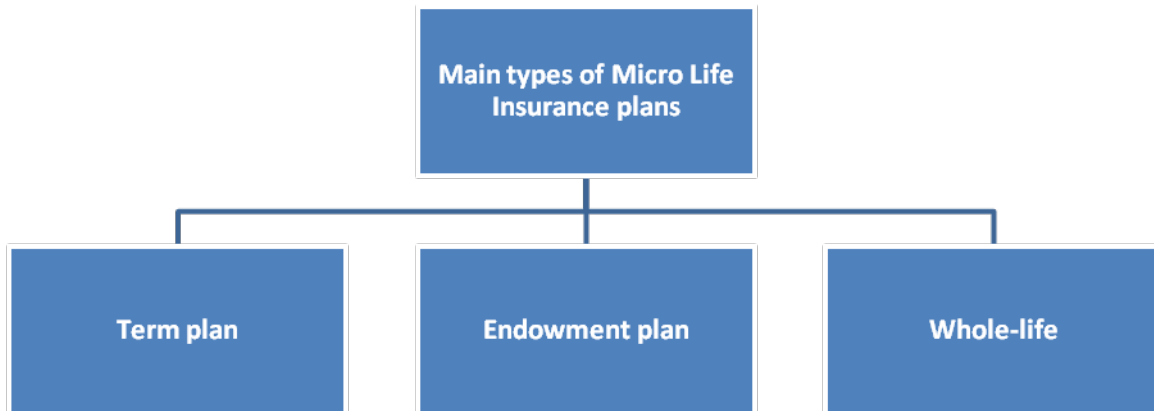 Main types of Micro Life
Insurance plans
Term plan
Endowment plan
Whole-life